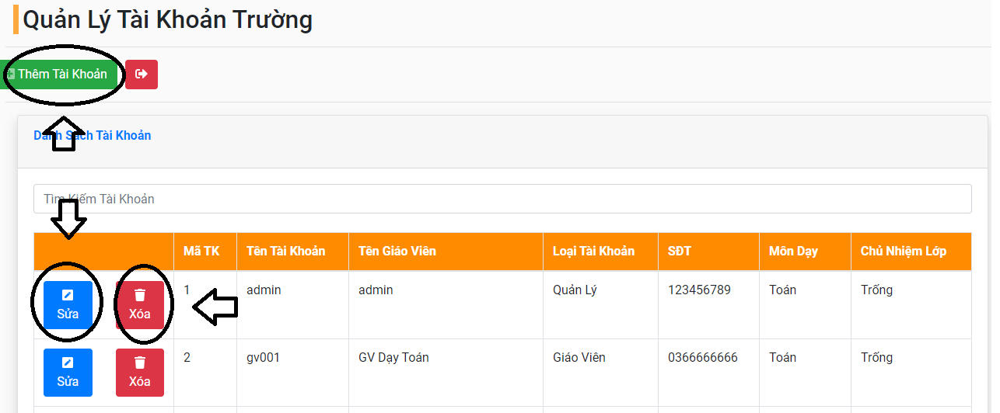 Quản Lý Tài Khoản Trường
Thêm Tài Khoản
Danh Sách Tài Khoản
Tìm Kiếm Tài Khoản
Mã TK Tên Tài Khoản Tên Giáo Viên Loại Tài Khoản SĐT Môn Dạy Chủ Nhiệm Lớp
Sửa Xóa 1 admin admin Quản Lý 123456789 Toán Trống
Sửa Xóa 2 gv001 GV Dạy Toán Giáo Viên 0366666666 Toán Trống